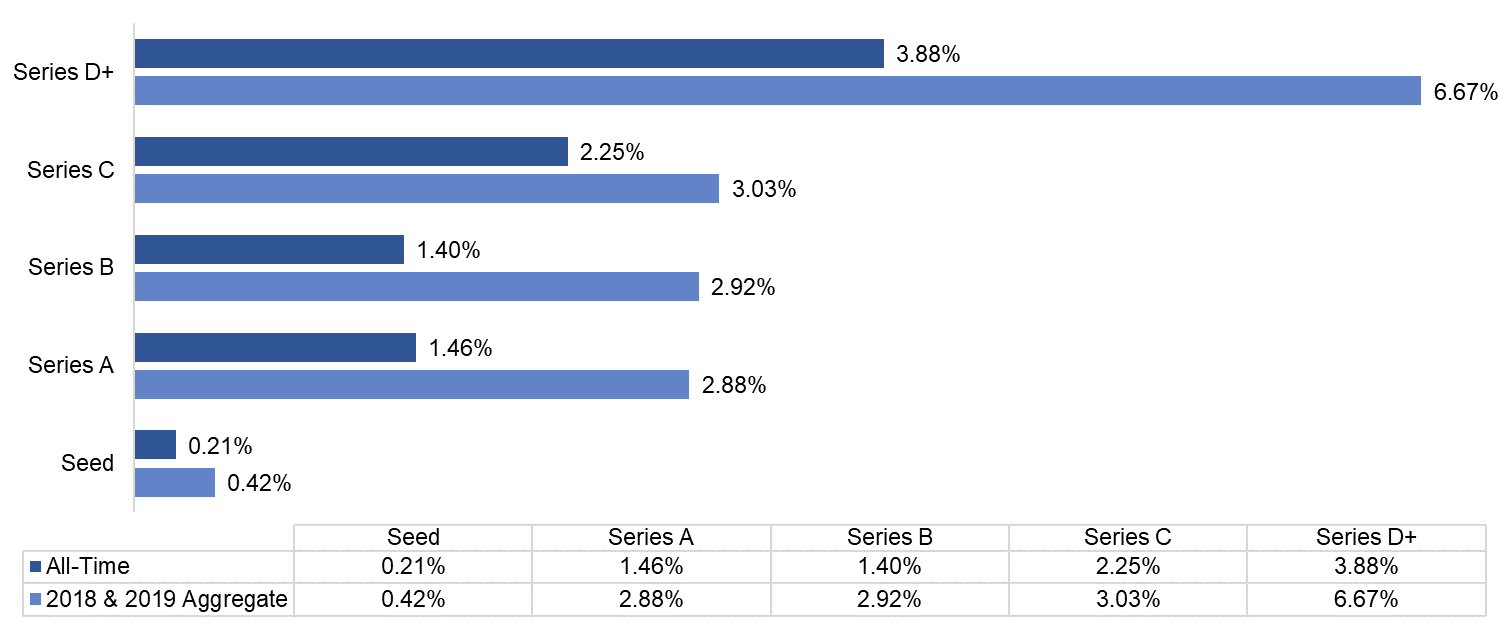 3.88%
Series D+
6.67%
2.25%
Series C
3.03%
1.40%
Series B
2.92%
1.46%
Series A
2.88%
0.21%
Seed
0.42%
Seed Series A Series B Series C Series D+
All-Time 0.21% 1.46% 1.40% 2.25% 3.88%
2018 & 2019 Aggregate 0.42% 2.88% 2.92% 3.03% 6.67%